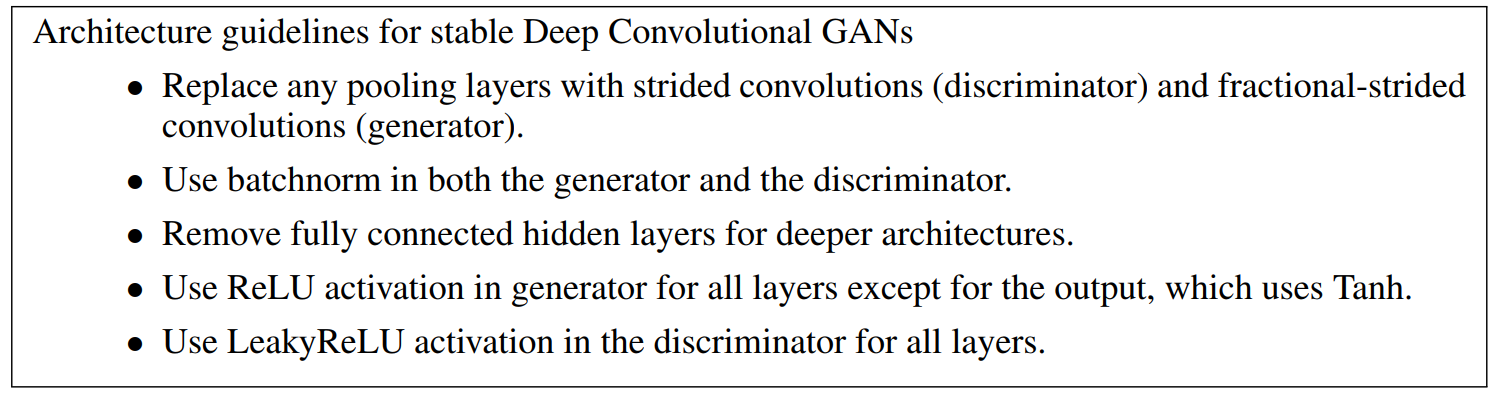 Architecture guidelines for stable Deep Convolutional GANs
• Replace any pooling layers with strided convolutions (discriminator) and fractional-strided
convolutions (generator).
• Use batchnorm in both the generator and the discriminator.
• Remove fully connected hidden layers for deeper architectures.
• Use ReLU activation in generator for all layers except for the output, which uses Tanh.
• Use LeakyReLU activation in the discriminator for all layers.